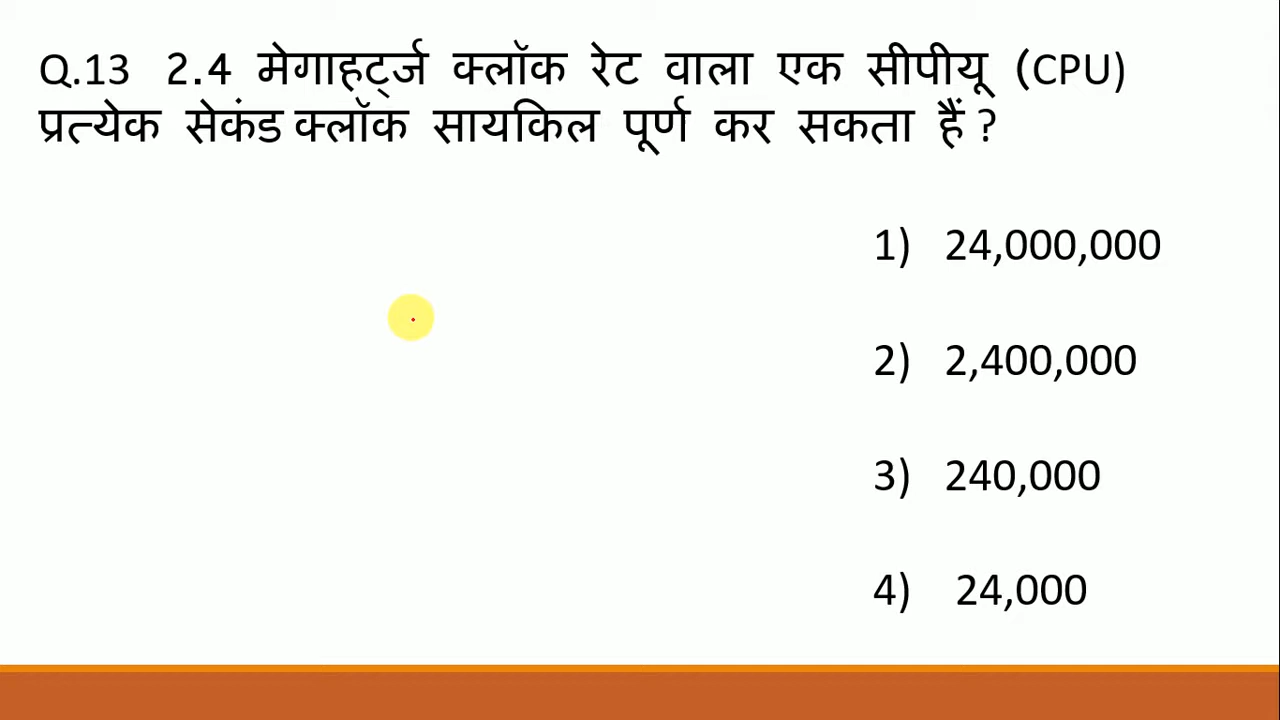 Q.13 2.4 मेगाहर्ट्ज क्लॉक रेट वाला एक सीपीयू (CPU)
प्रत्येक सेकंड क्लॉक सायकिल पूर्ण कर सकता हैं ?
1) 24,000,000
2) 2,400,000
3) 240,000
4) 24,000